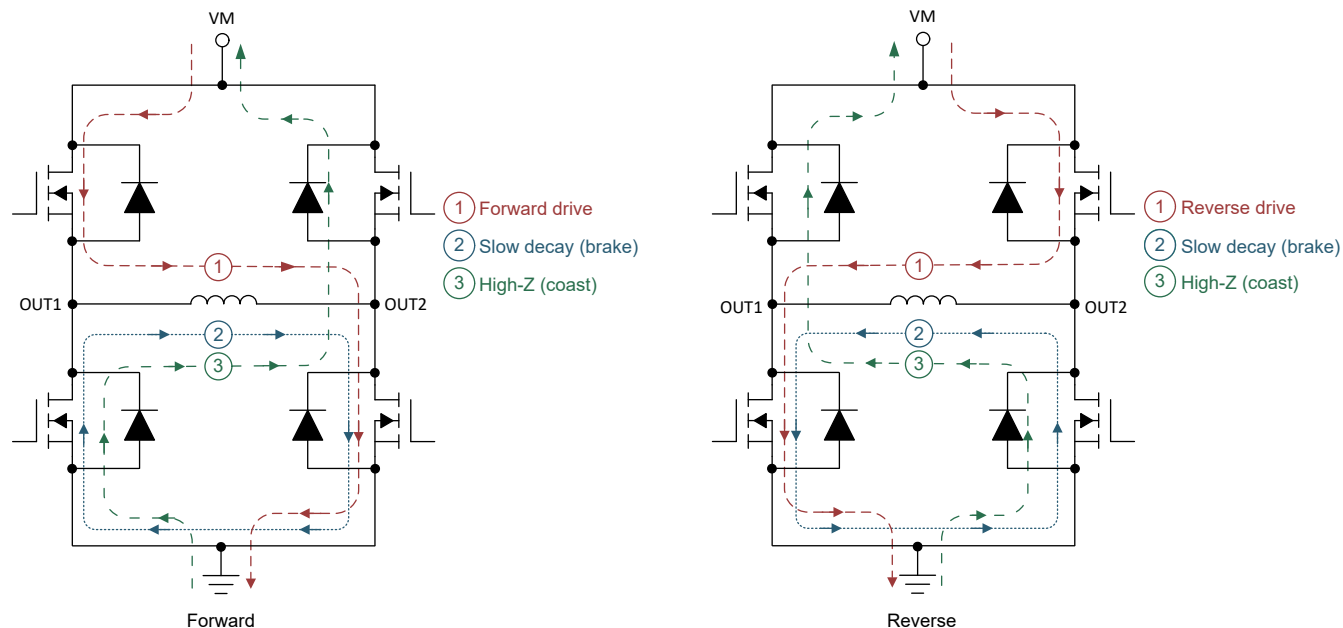 VM
1 Forward drive
2 Slow decay (brake)
3 High-Z (coast)
1
OUT1
OUT2
2
3
Forward
VM
1 Reverse drive
2 Slow decay (brake)
3 High-Z (coast)
1
OUT1
OUT2
2
3
Reverse